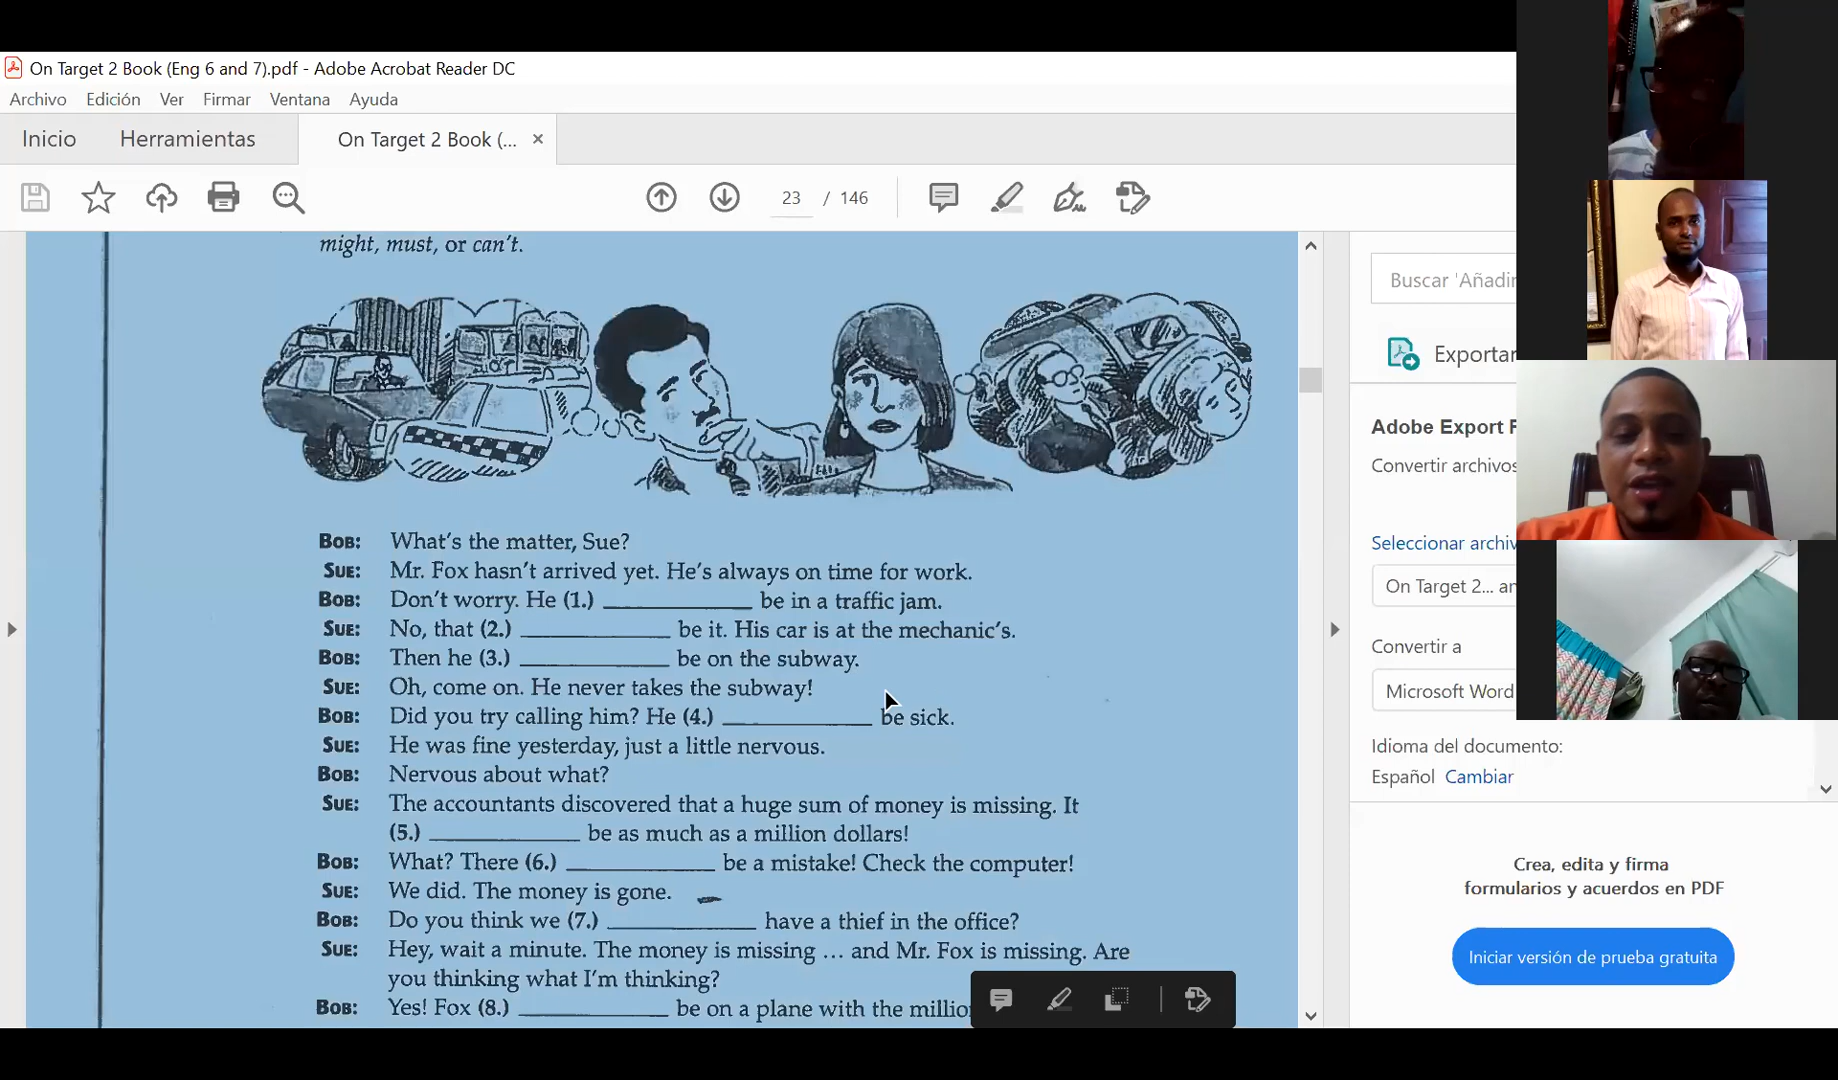 On Target 2 Book (Eng 6 and 7).pdf - Adobe Acrobat Reader DC
Archivo Edición Ver Firmar Ventana Ayuda
Inicio Herramientas On Target 2 Book (... ×
23 / 146
might, must, or can't.
BOB: What's the matter, Sue?
SUE: Mr. Fox hasn't arrived yet. He's always on time for work.
BOB: Don't worry. He (1.) ____________ be in a traffic jam.
SUE: No, that (2.) ____________ be it. His car is at the mechanic's.
BOB: Then he (3.) ____________ be on the subway.
SUE: Oh, come on. He never takes the subway!
BOB: Did you try calling him? He (4.) ____________ be sick.
SUE: He was fine yesterday, just a little nervous.
BOB: Nervous about what?
SUE: The accountants discovered that a huge sum of money is missing. It
(5.) ____________ be as much as a million dollars!
BOB: What? There (6.) ____________ be a mistake! Check the computer!
SUE: We did. The money is gone.
BOB: Do you think we (7.) ____________ have a thief in the office?
SUE: Hey, wait a minute. The money is missing ... and Mr. Fox is missing. Are
you thinking what I'm thinking?
BOB: Yes! Fox (8.) ____________ be on a plane with the millio
Buscar 'Añadir
Exportar
Adobe Export
Convertir archivos
Seleccionar archiv
On Target 2... an
Convertir a
Microsoft Word
Idioma del documento:
Español Cambiar
Crea, edita y firma
formularios y acuerdos en PDF
Iniciar versión de prueba gratuita